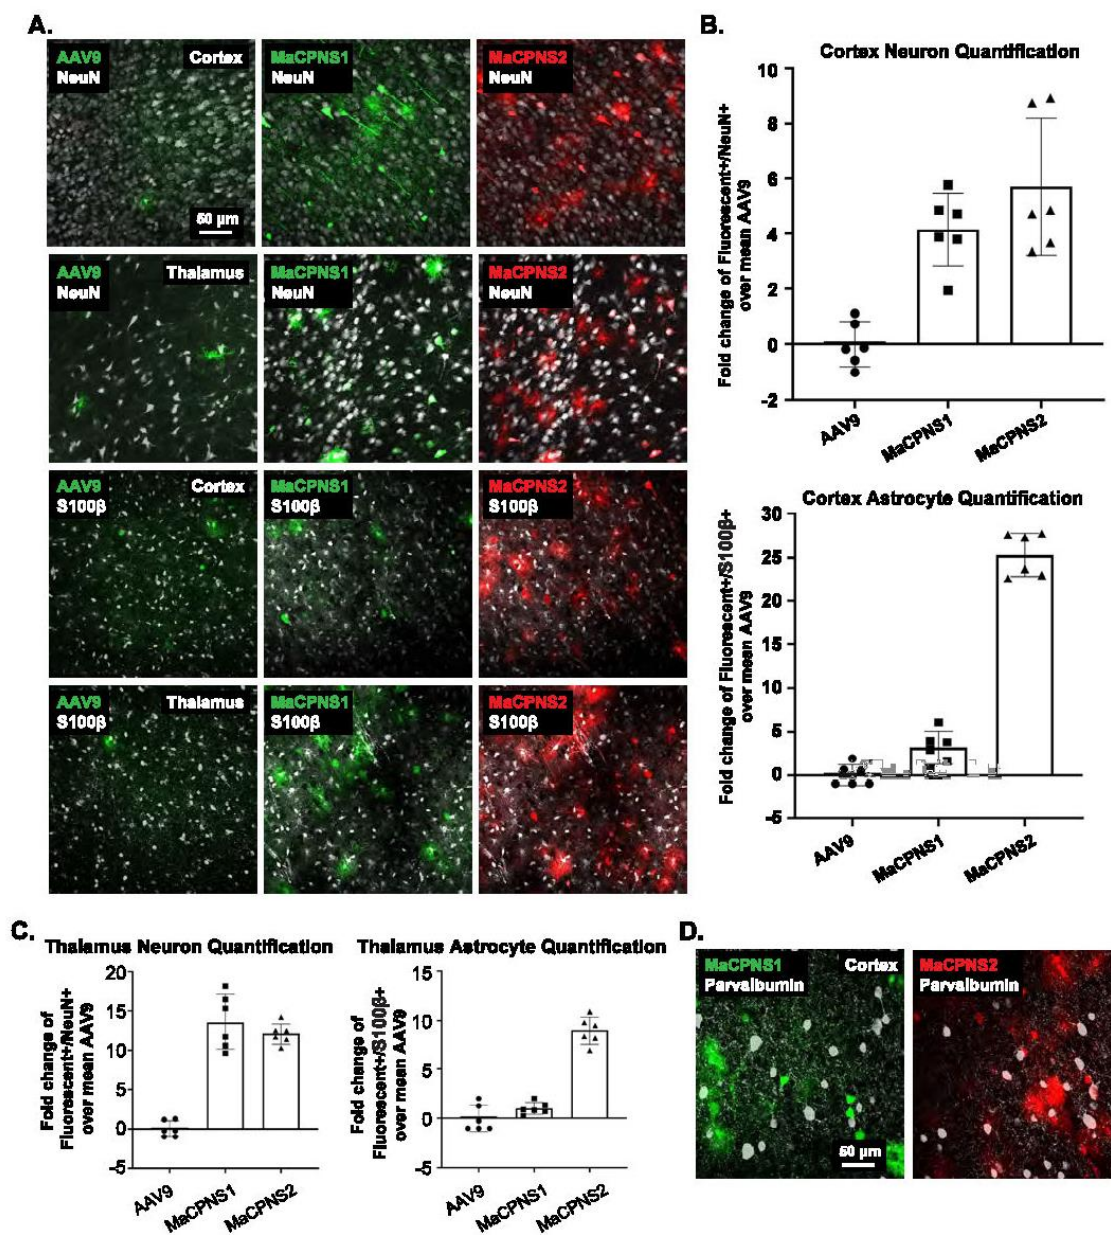 A.
AAV9 Cortex
NeuN
50 µm
MaCPNS1
NeuN
MaCPNS2
NeuN
AAV9 Thalamus
NeuN
MaCPNS1
NeuN
MaCPNS2
NeuN
AAV9 Cortex
S100β
MaCPNS1
S100β
MaCPNS2
S100β
AAV9 Thalamus
S100β
MaCPNS1
S100β
MaCPNS2
S100β
B.
Cortex Neuron Quantification
Fold change of Fluorescent+/NeuN+
over mean AAV9
10
8
6
4
2
0
-2
AAV9
MaCPNS1
MaCPNS2
Cortex Astrocyte Quantification
Fold change of Fluorescent+/S100β+
over mean AAV9
30
25
20
15
10
5
0
-5
AAV9
MaCPNS1
MaCPNS2
C.
Thalamus Neuron Quantification
Fold change of
Fluorescent+/NeuN+
over mean AAV9
20
15
10
5
0
-5
AAV9
MaCPNS1
MaCPNS2
Thalamus Astrocyte Quantification
Fold change of
Fluorescent+/S100β+
over mean AAV9
15
10
5
0
-5
AAV9
MaCPNS1
MaCPNS2
D.
MaCPNS1 Cortex
Parvalbumin
50 µm
MaCPNS2
Parvalbumin